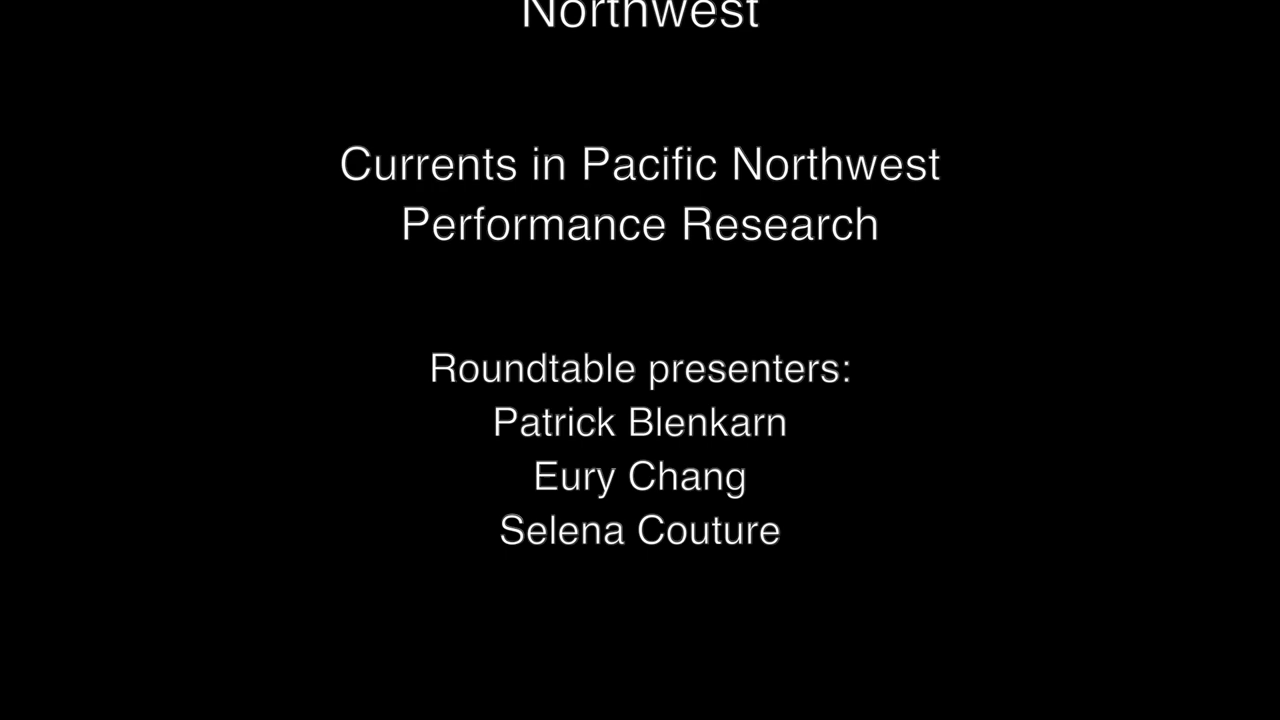 Northwest
Currents in Pacific Northwest
Performance Research
Roundtable presenters:
Patrick Blenkarn
Eury Chang
Selena Couture